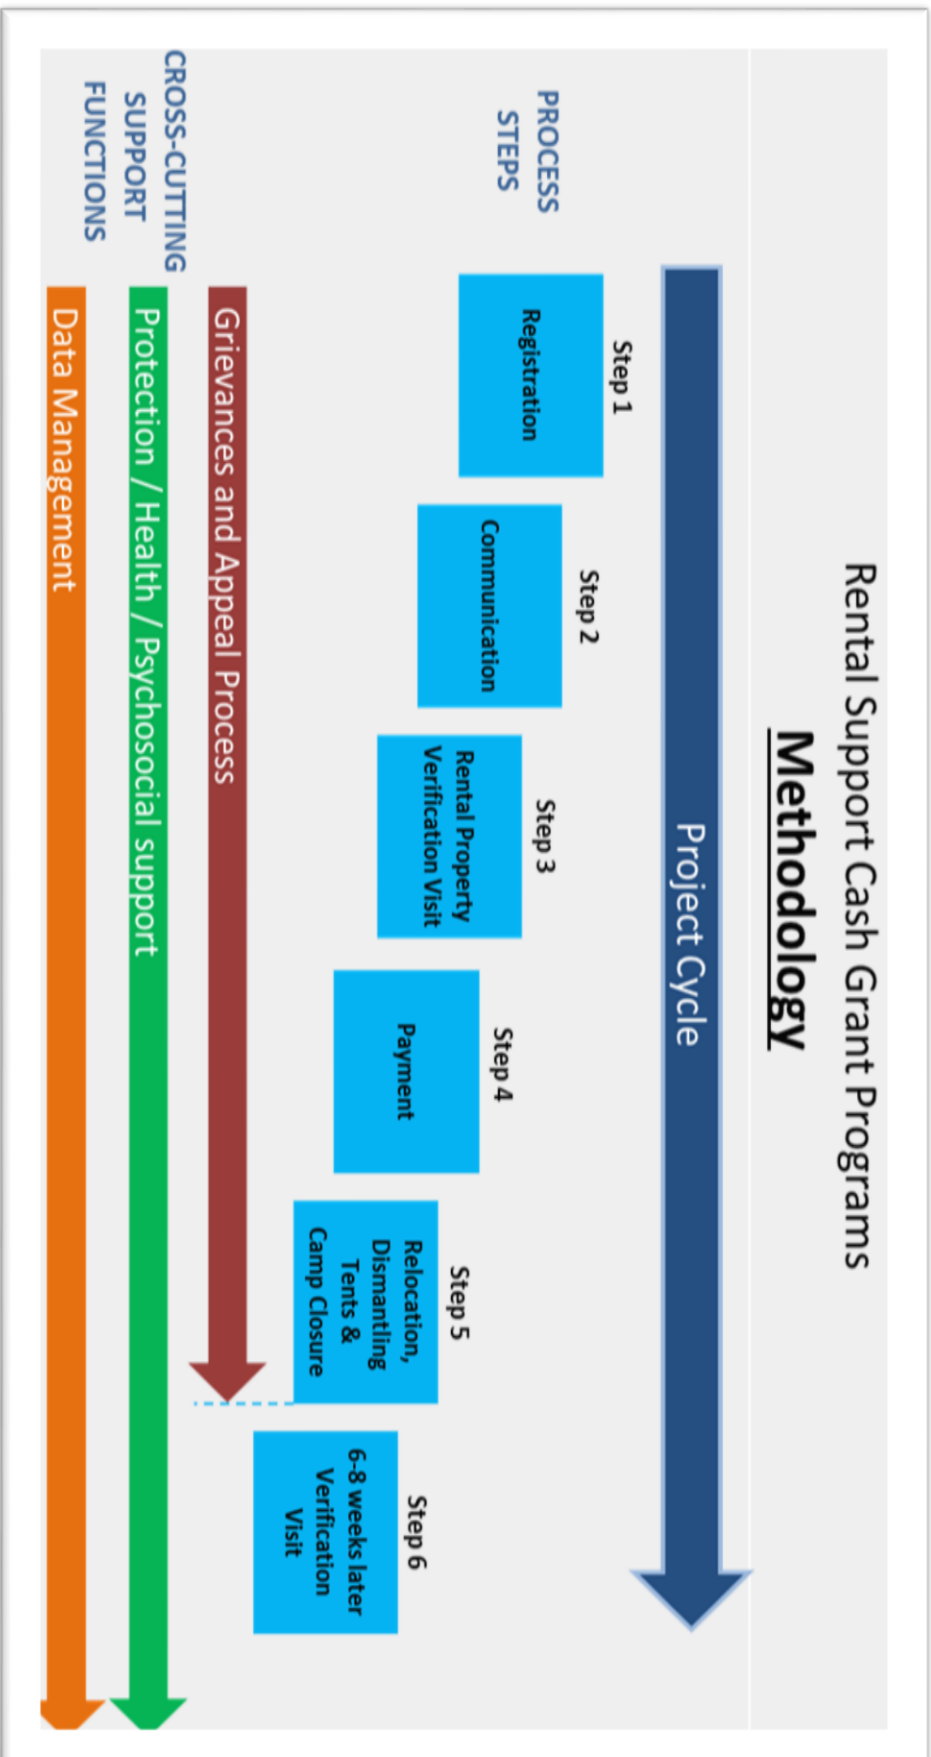 Rental Support Cash Grant Programs
Methodology
Project Cycle
PROCESS
STEPS
Step 1
Registration
Step 2
Communication
Step 3
Rental Property
Verification Visit
Step 4
Payment
Step 5
Relocation,
Dismantling
Tents &
Camp Closure
Step 6
6-8 weeks later
Verification
Visit
CROSS-CUTTING
SUPPORT
FUNCTIONS
Grievances and Appeal Process
Protection / Health / Psychosocial support
Data Management